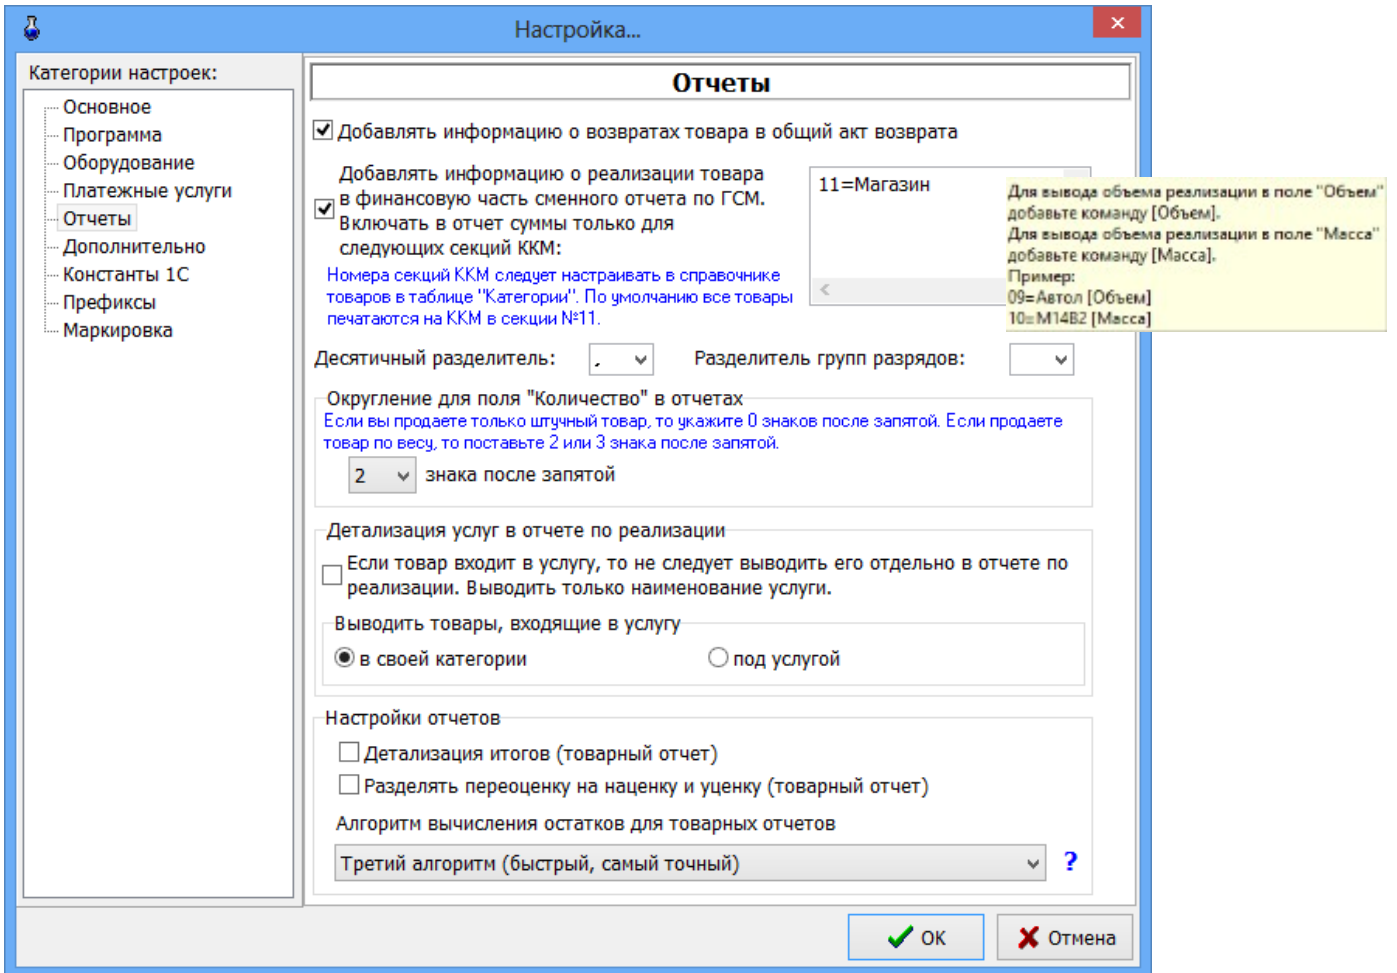 Настройка...
Категории настроек:
Основное
Программа
Оборудование
Платежные услуги
Отчеты
Дополнительно
Константы 1С
Префиксы
Маркировка
Отчеты
Добавлять информацию о возвратах товара в общий акт возврата
Добавлять информацию о реализации товара
в финансовую часть сменного отчета по ГСМ.
Включать в отчет суммы только для
следующих секций ККМ:
11=Магазин
Для вывода объема реализации в поле "Объем"
добавьте команду [Объем].
Для вывода объема реализации в поле "Масса"
добавьте команду [Масса].
Пример:
09=Автол [Объем]
10=М14В2 [Масса]
Номера секций ККМ следует настраивать в справочнике
товаров в таблице "Категории". По умолчанию все товары
печатаются на ККМ в секции №11.
Десятичный разделитель: ,
Разделитель групп разрядов:
Округление для поля "Количество" в отчетах
Если вы продаете только штучный товар, то укажите 0 знаков после запятой. Если продаете
товар по весу, то поставьте 2 или 3 знака после запятой.
2 знака после запятой
Детализация услуг в отчете по реализации
Если товар входит в услугу, то не следует выводить его отдельно в отчете по
реализации. Выводить только наименование услуги.
Выводить товары, входящие в услугу
в своей категории
под услугой
Настройки отчетов
Детализация итогов (товарный отчет)
Разделять переоценку на наценку и уценку (товарный отчет)
Алгоритм вычисления остатков для товарных отчетов
Третий алгоритм (быстрый, самый точный) ?
OK
Отмена